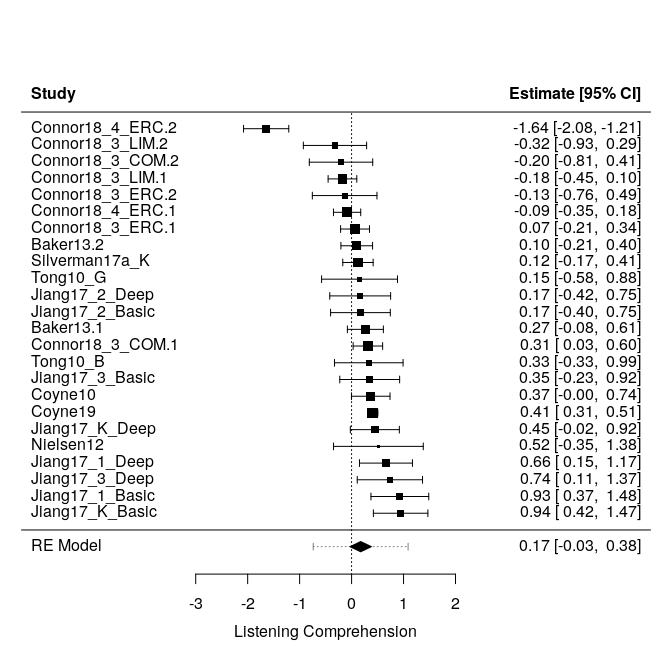 Study Estimate [95% CI]
Connor18_4_ERC.2 -1.64 [-2.08, -1.21]
Connor18_3_LIM.2 -0.32 [-0.93, 0.29]
Connor18_3_COM.2 -0.20 [-0.81, 0.41]
Connor18_3_LIM.1 -0.18 [-0.45, 0.10]
Connor18_3_ERC.2 -0.13 [-0.76, 0.49]
Connor18_4_ERC.1 -0.09 [-0.35, 0.18]
Connor18_3_ERC.1 0.07 [-0.21, 0.34]
Baker13.2 0.10 [-0.21, 0.40]
Silverman17a_K 0.12 [-0.17, 0.41]
Tong10_G 0.15 [-0.58, 0.88]
Jiang17_2_Deep 0.17 [-0.42, 0.75]
Jiang17_2_Basic 0.17 [-0.40, 0.75]
Baker13.1 0.27 [-0.08, 0.61]
Connor18_3_COM.1 0.31 [ 0.03, 0.60]
Tong10_B 0.33 [-0.33, 0.99]
Jiang17_3_Basic 0.35 [-0.23, 0.92]
Coyne10 0.37 [-0.00, 0.74]
Coyne19 0.41 [ 0.31, 0.51]
Jiang17_K_Deep 0.45 [-0.02, 0.92]
Nielsen12 0.52 [-0.35, 1.38]
Jiang17_1_Deep 0.66 [ 0.15, 1.17]
Jiang17_3_Deep 0.74 [ 0.11, 1.37]
Jiang17_1_Basic 0.93 [ 0.37, 1.48]
Jiang17_K_Basic 0.94 [ 0.42, 1.47]
RE Model 0.17 [-0.03, 0.38]
-3 -2 -1 0 1 2
Listening Comprehension